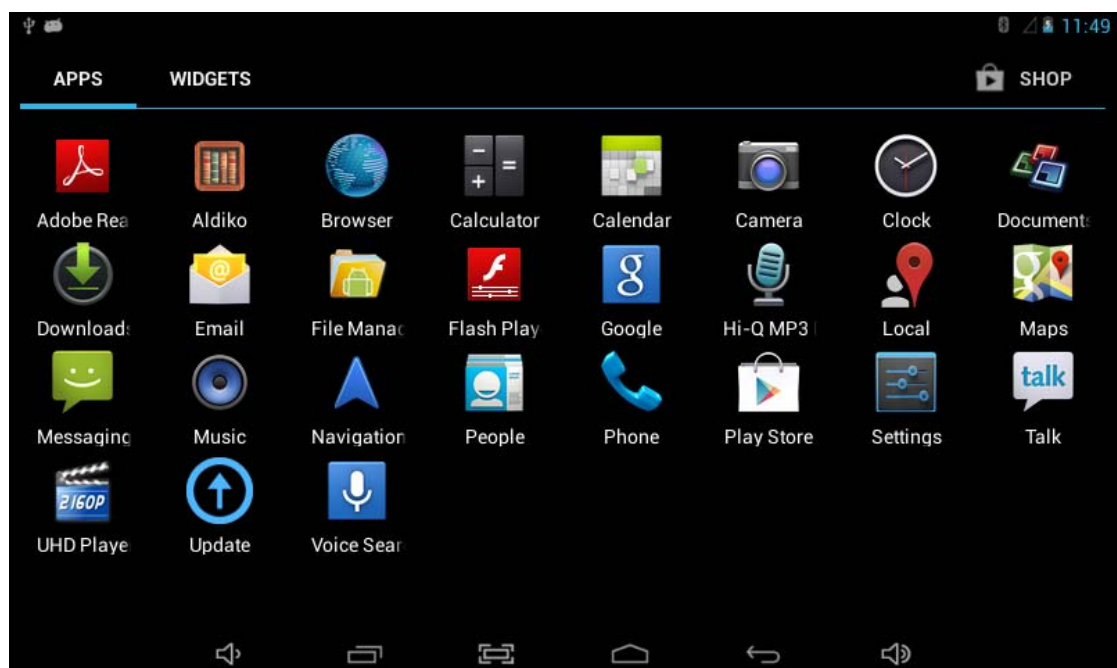 11:49
APPS WIDGETS SHOP
Adobe Rea Aldiko Browser Calculator Calendar Camera Clock Documents
Downloads Email File Manac Flash Play Google Hi-Q MP3 Local Maps
talk
Messaging Music Navigation People Phone Play Store Settings Talk
2160P
UHD Playe Update Voice Sear